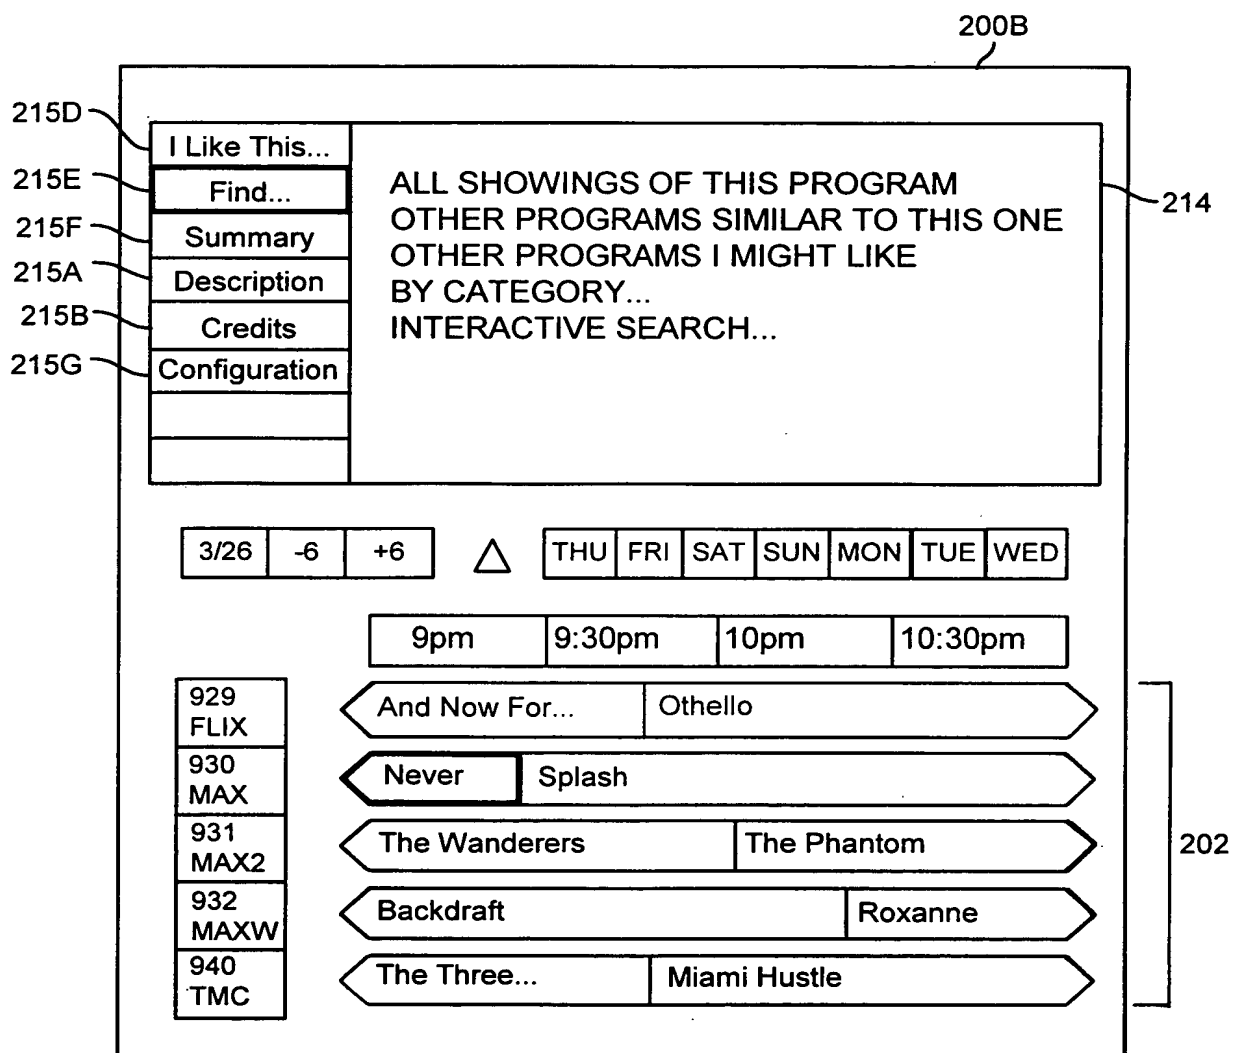 200B
215D
I Like This...
215E
Find...
215F
Summary
215A
Description
215B
Credits
215G
Configuration
ALL SHOWINGS OF THIS PROGRAM
OTHER PROGRAMS SIMILAR TO THIS ONE
OTHER PROGRAMS I MIGHT LIKE
BY CATEGORY...
INTERACTIVE SEARCH...
214
3/26 -6 +6 THU FRI SAT SUN MON TUE WED
9pm 9:30pm 10pm 10:30pm
929
FLIX
And Now For... Othello
930
MAX
Never Splash
931
MAX2
The Wanderers The Phantom
202
932
MAXW
Backdraft Roxanne
940
TMC
The Three... Miami Hustle